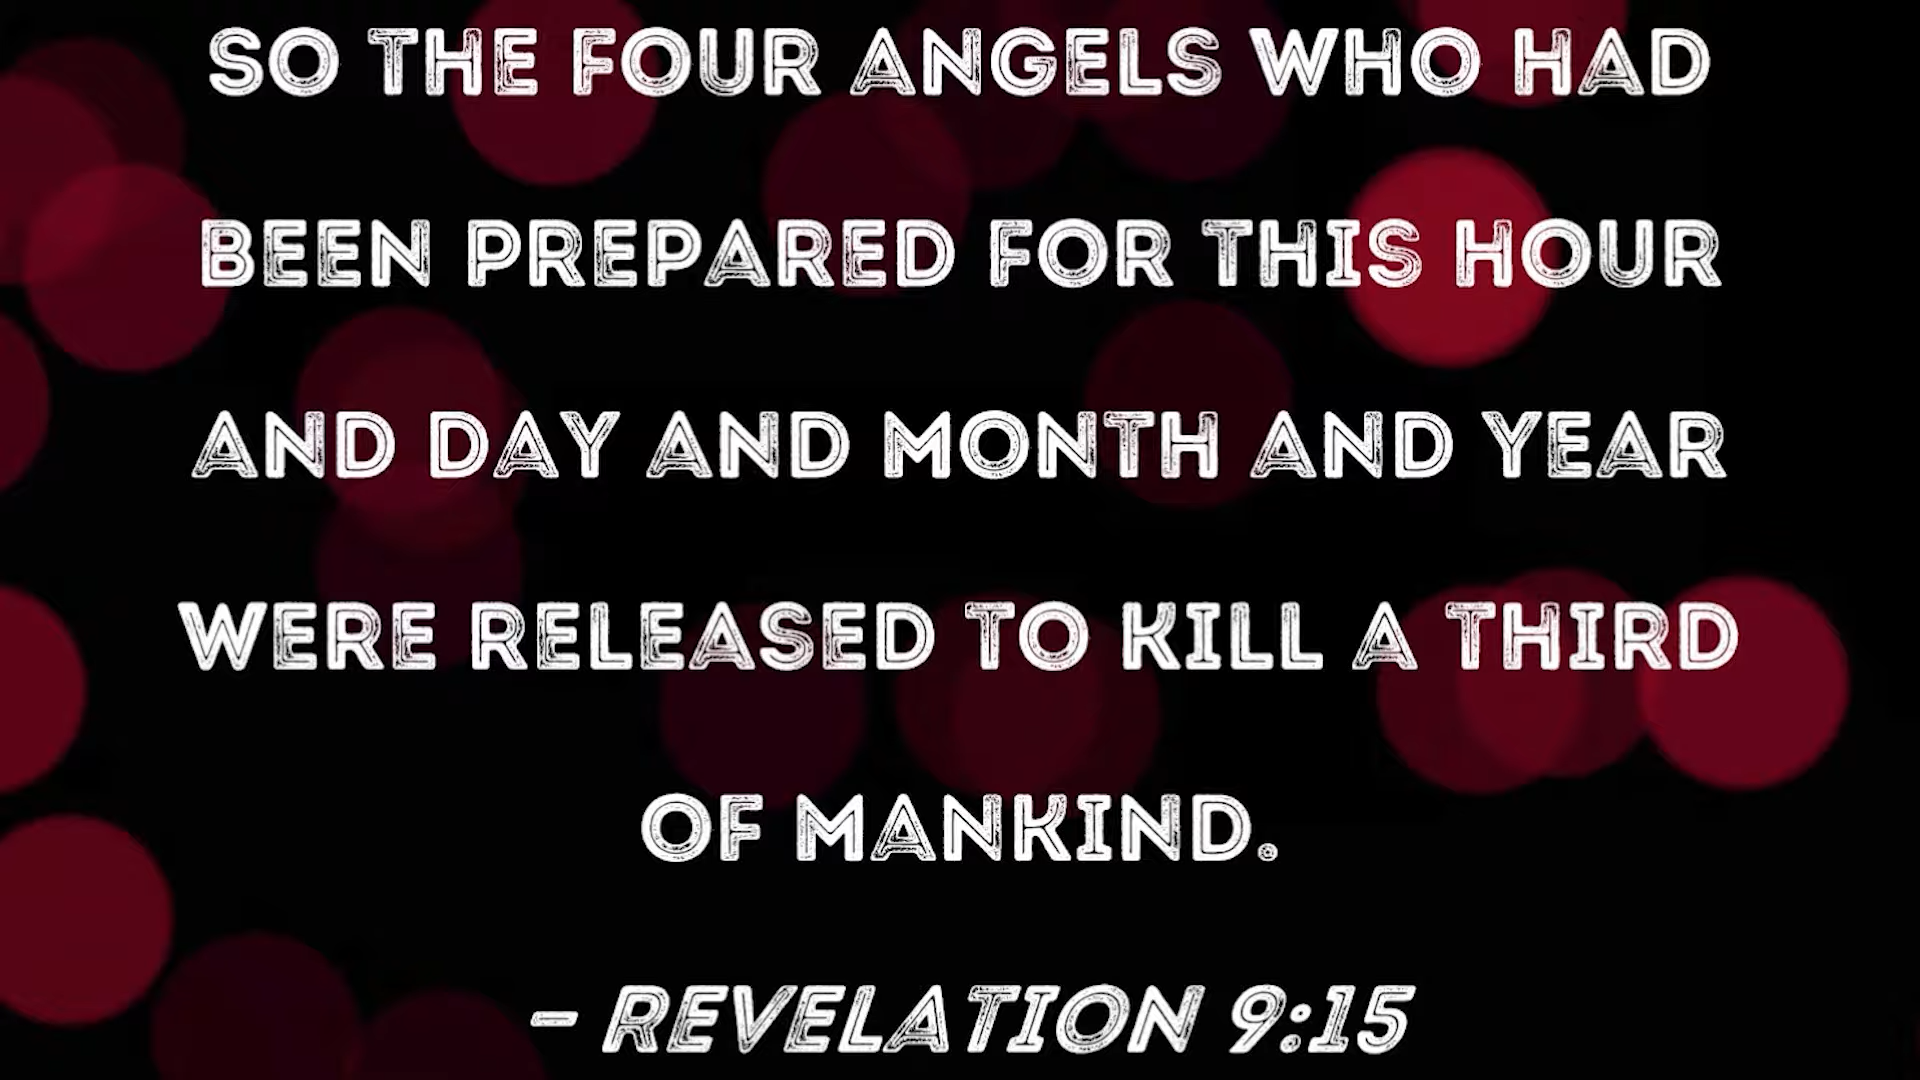 SO THE FOUR ANGELS WHO HAD
BEEN PREPARED FOR THIS HOUR
AND DAY AND MONTH AND YEAR
WERE RELEASED TO KILL A THIRD
OF MANKIND.
- REVELATION 9:15